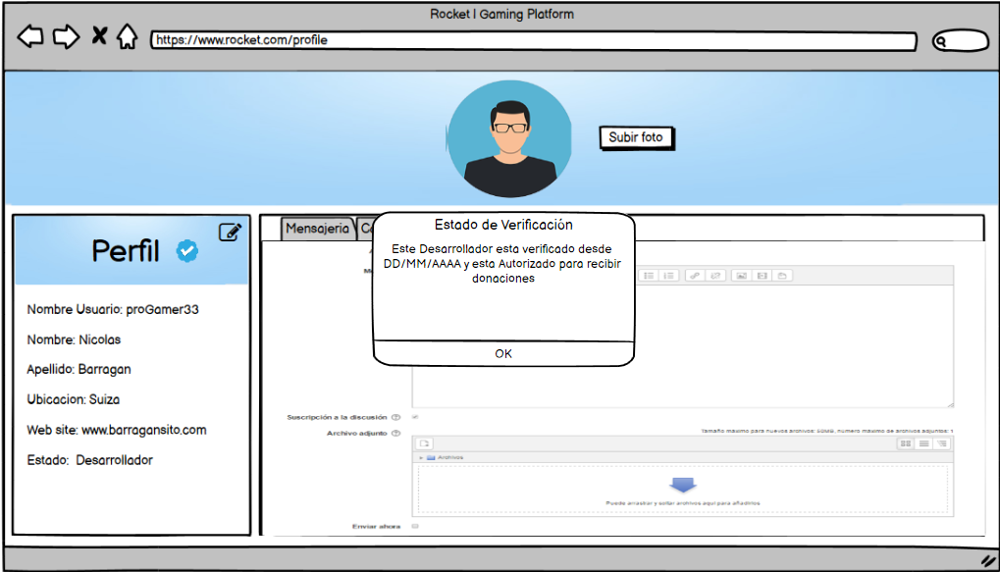 Rocket | Gaming Platform
https://www.rocket.com/profile
Subir foto
Perfil
Nombre Usuario: proGamer33
Nombre: Nicolas
Apellido: Barragan
Ubicacion: Suiza
Web site: www.barragansito.com
Estado: Desarrollador
Mensajería
Estado de Verificación
Este Desarrollador esta verificado desde
DD/MM/AAAA y esta Autorizado para recibir
donaciones
OK
Suscripción a la discusión
Archivo adjunto
Tamaño máximo para nuevos archivos: 50MB, número máximo de archivos adjuntos: 1
Archivos
Puede arrastrar y soltar archivos aquí para añadirlos
Enviar ahora